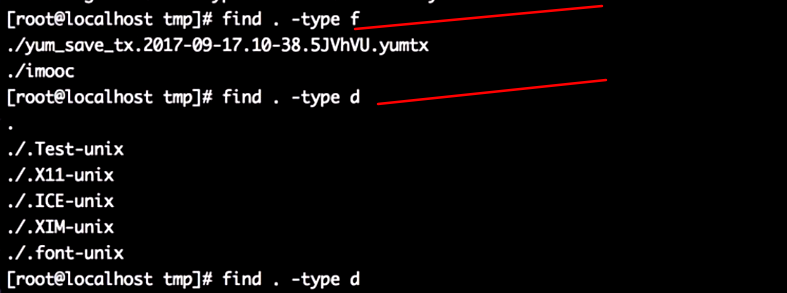 [root@localhost tmp]# find . -type f
./yum_save_tx.2017-09-17.10-38.5JVhVU.yumtx
./imooc
[root@localhost tmp]# find . -type d
.
./.Test-unix
./.X11-unix
./.ICE-unix
./.XIM-unix
./.font-unix
[root@localhost tmp]# find . -type d